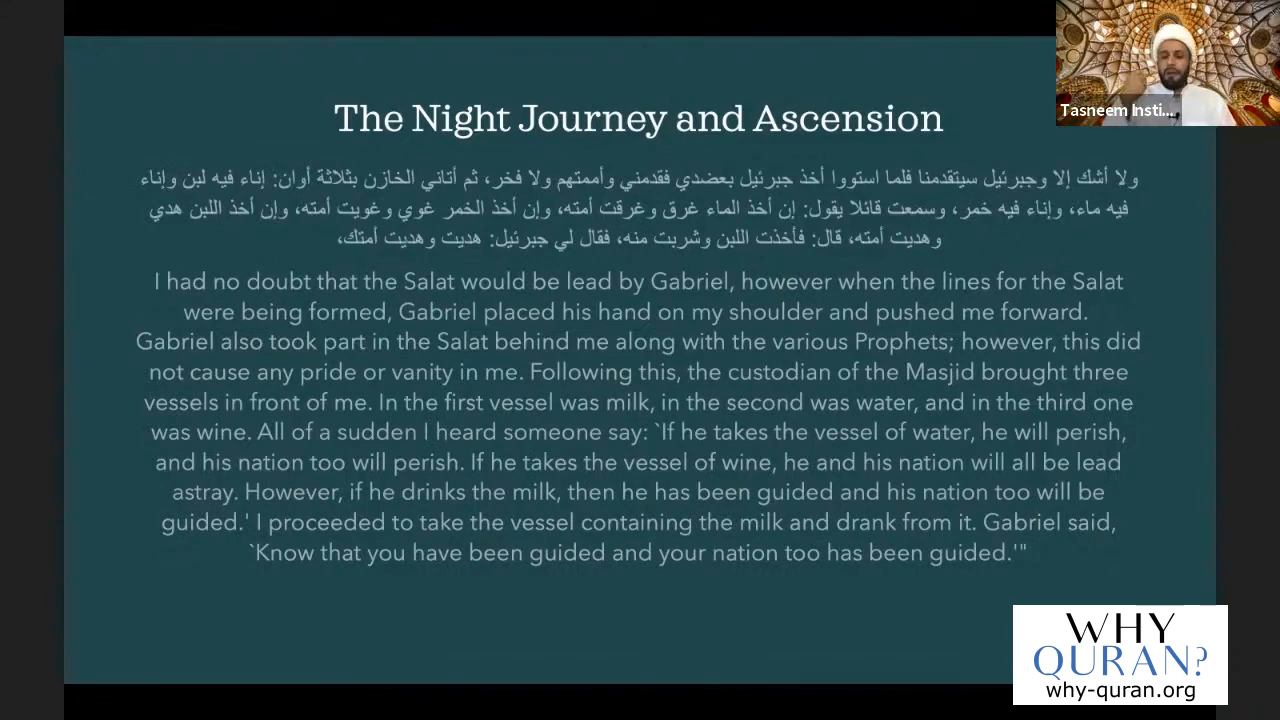 Tasneem Insti...
The Night Journey and Ascension
ولا أشك إلا وجبرئيل سيتقدمنا فلما استووا أخذ جبرئيل بعضدي فقدمني وأممتهم ولا فخر، ثم أتاني الخازن بثلاثة أوان: إناء فيه لبن وإناء
فيه ماء، وإناء فيه خمر، وسمعت قائلا يقول: إن أخذ الماء غرق وغرقت أمته، وإن أخذ الخمر غوي وغويت أمته، وإن أخذ اللبن هدي
وهديت أمته، قال: فأخذت اللبن وشربت منه، فقال لي جبرئيل: هديت وهديت أمتك،
I had no doubt that the Salat would be lead by Gabriel, however when the lines for the Salat
were being formed, Gabriel placed his hand on my shoulder and pushed me forward.
Gabriel also took part in the Salat behind me along with the various Prophets; however, this did
not cause any pride or vanity in me. Following this, the custodian of the Masjid brought three
vessels in front of me. In the first vessel was milk, in the second was water, and in the third one
was wine. All of a sudden I heard someone say: `If he takes the vessel of water, he will perish,
and his nation too will perish. If he takes the vessel of wine, he and his nation will all be lead
astray. However, if he drinks the milk, then he has been guided and his nation too will be
guided.' I proceeded to take the vessel containing the milk and drank from it. Gabriel said,
`Know that you have been guided and your nation too has been guided.'"
WHY
QURAN?
why-quran.org